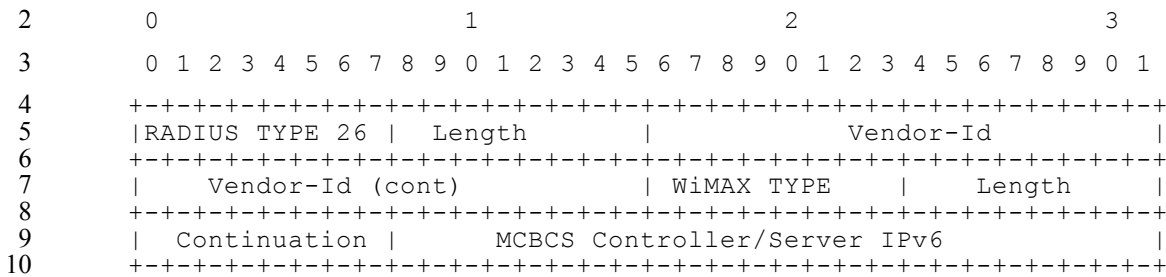 2 0 1 2 3
3 0 1 2 3 4 5 6 7 8 9 0 1 2 3 4 5 6 7 8 9 0 1 2 3 4 5 6 7 8 9 0 1
4 +-+-+-+-+-+-+-+-+-+-+-+-+-+-+-+-+-+-+-+-+-+-+-+-+-+-+-+-+-+-+-+-+
5 |RADIUS TYPE 26 | Length | Vendor-Id |
6 +-+-+-+-+-+-+-+-+-+-+-+-+-+-+-+-+-+-+-+-+-+-+-+-+-+-+-+-+-+-+-+-+
7 | Vendor-Id (cont) | WiMAX TYPE | Length |
8 +-+-+-+-+-+-+-+-+-+-+-+-+-+-+-+-+-+-+-+-+-+-+-+-+-+-+-+-+-+-+-+-+
9 | Continuation | MCBCS Controller/Server IPv6 |
10 +-+-+-+-+-+-+-+-+-+-+-+-+-+-+-+-+-+-+-+-+-+-+-+-+-+-+-+-+-+-+-+-+